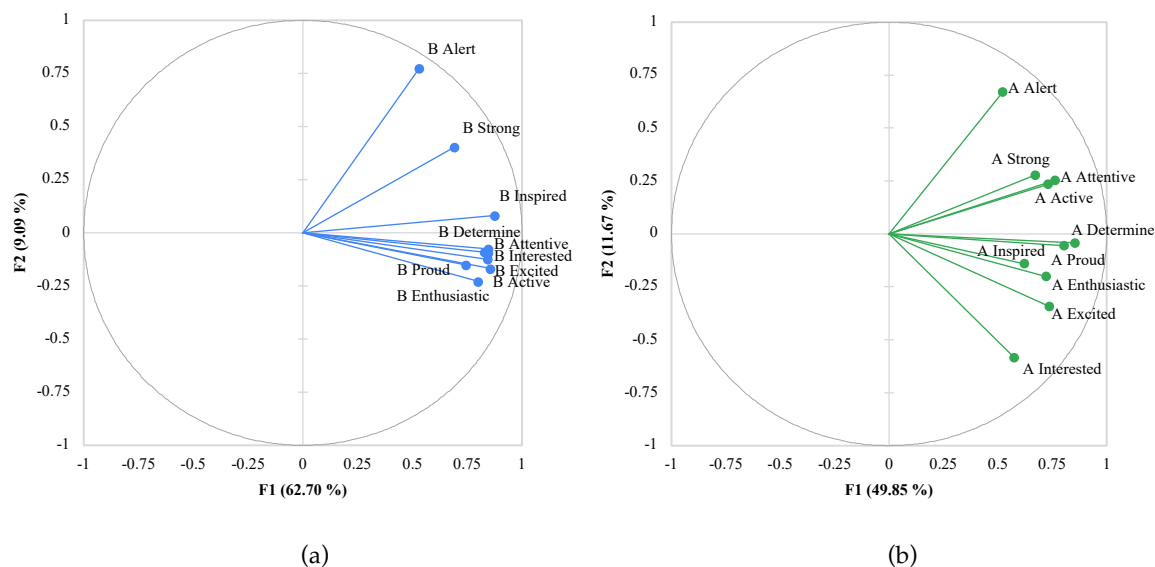 1
0.75
0.5
0.25
0
-0.25
-0.5
-0.75
-1
F2 (9.09 %)
B Alert
B Strong
B Inspired
B Determine
B Attentive
B Interested
B Proud
B Excited
B Active
B Enthusiastic
-1 -0.75 -0.5 -0.25 0 0.25 0.5 0.75 1
F1 (62.70 %)
(a)
1
0.75
0.5
0.25
0
-0.25
-0.5
-0.75
-1
F2 (11.67 %)
A Alert
A Strong
A Attentive
A Active
A Determine
A Inspired
A Proud
A Enthusiastic
A Excited
A Interested
-1 -0.75 -0.5 -0.25 0 0.25 0.5 0.75 1
F1 (49.85 %)
(b)